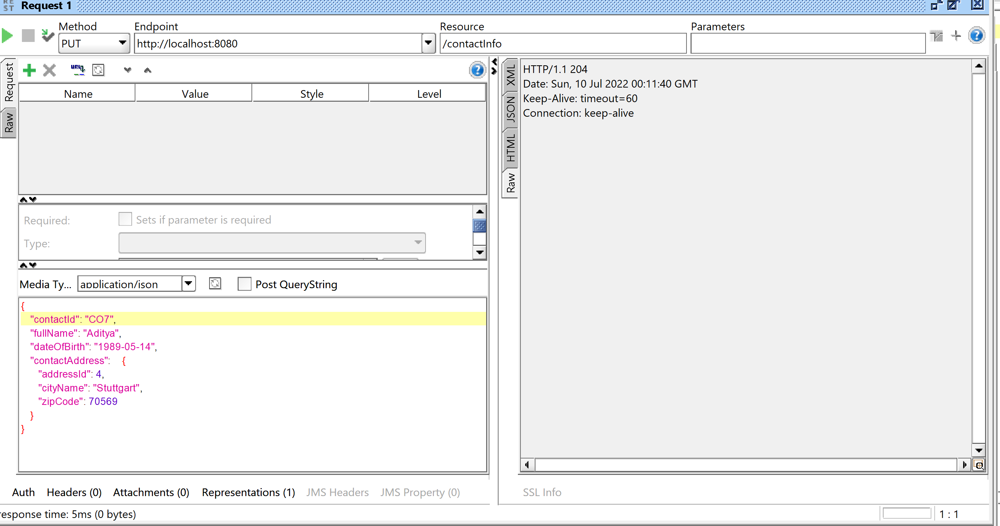 REST Request 1
Method Endpoint Resource Parameters
PUT http://localhost:8080 /contactInfo
Request
Raw
Name Value Style Level
Required: Sets if parameter is required
Type:
Media Ty... application/json Post QueryString
{
"contactId": "CO7",
"fullName": "Aditya",
"dateOfBirth": "1989-05-14",
"contactAddress": {
"addressId": 4,
"cityName": "Stuttgart",
"zipCode": 70569
}
}
Auth Headers (0) Attachments (0) Representations (1) JMS Headers JMS Property (0)
XML
JSON
HTML
Raw
HTTP/1.1 204
Date: Sun, 10 Jul 2022 00:11:40 GMT
Keep-Alive: timeout=60
Connection: keep-alive
SSL Info
response time: 5ms (0 bytes)
1 : 1